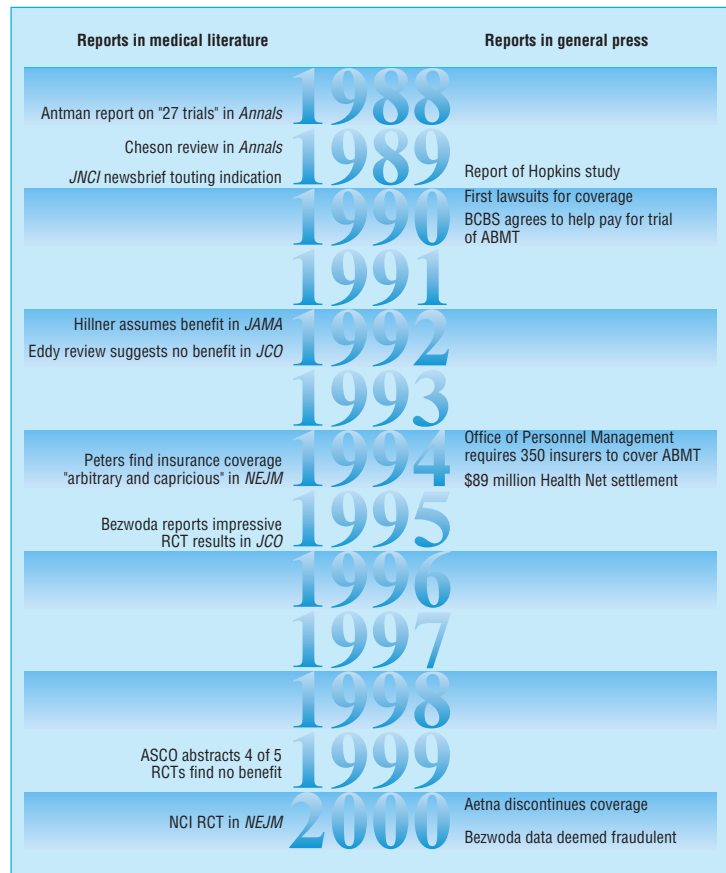 Reports in medical literature
Reports in general press
1988
Antman report on "27 trials" in Annals
Cheson review in Annals
1989
JNCI newsbrief touting indication
Report of Hopkins study
1990
First lawsuits for coverage
BCBS agrees to help pay for trial
of ABMT
1991
Hillner assumes benefit in JAMA
1992
Eddy review suggests no benefit in JCO
1993
1994
Office of Personnel Management
requires 350 insurers to cover ABMT
Peters find insurance coverage
"arbitrary and capricious" in NEJM
$89 million Health Net settlement
1995
Bezwoda reports impressive
RCT results in JCO
1996
1997
1998
1999
ASCO abstracts 4 of 5
RCTs find no benefit
2000
Aetna discontinues coverage
NCI RCT in NEJM
Bezwoda data deemed fraudulent